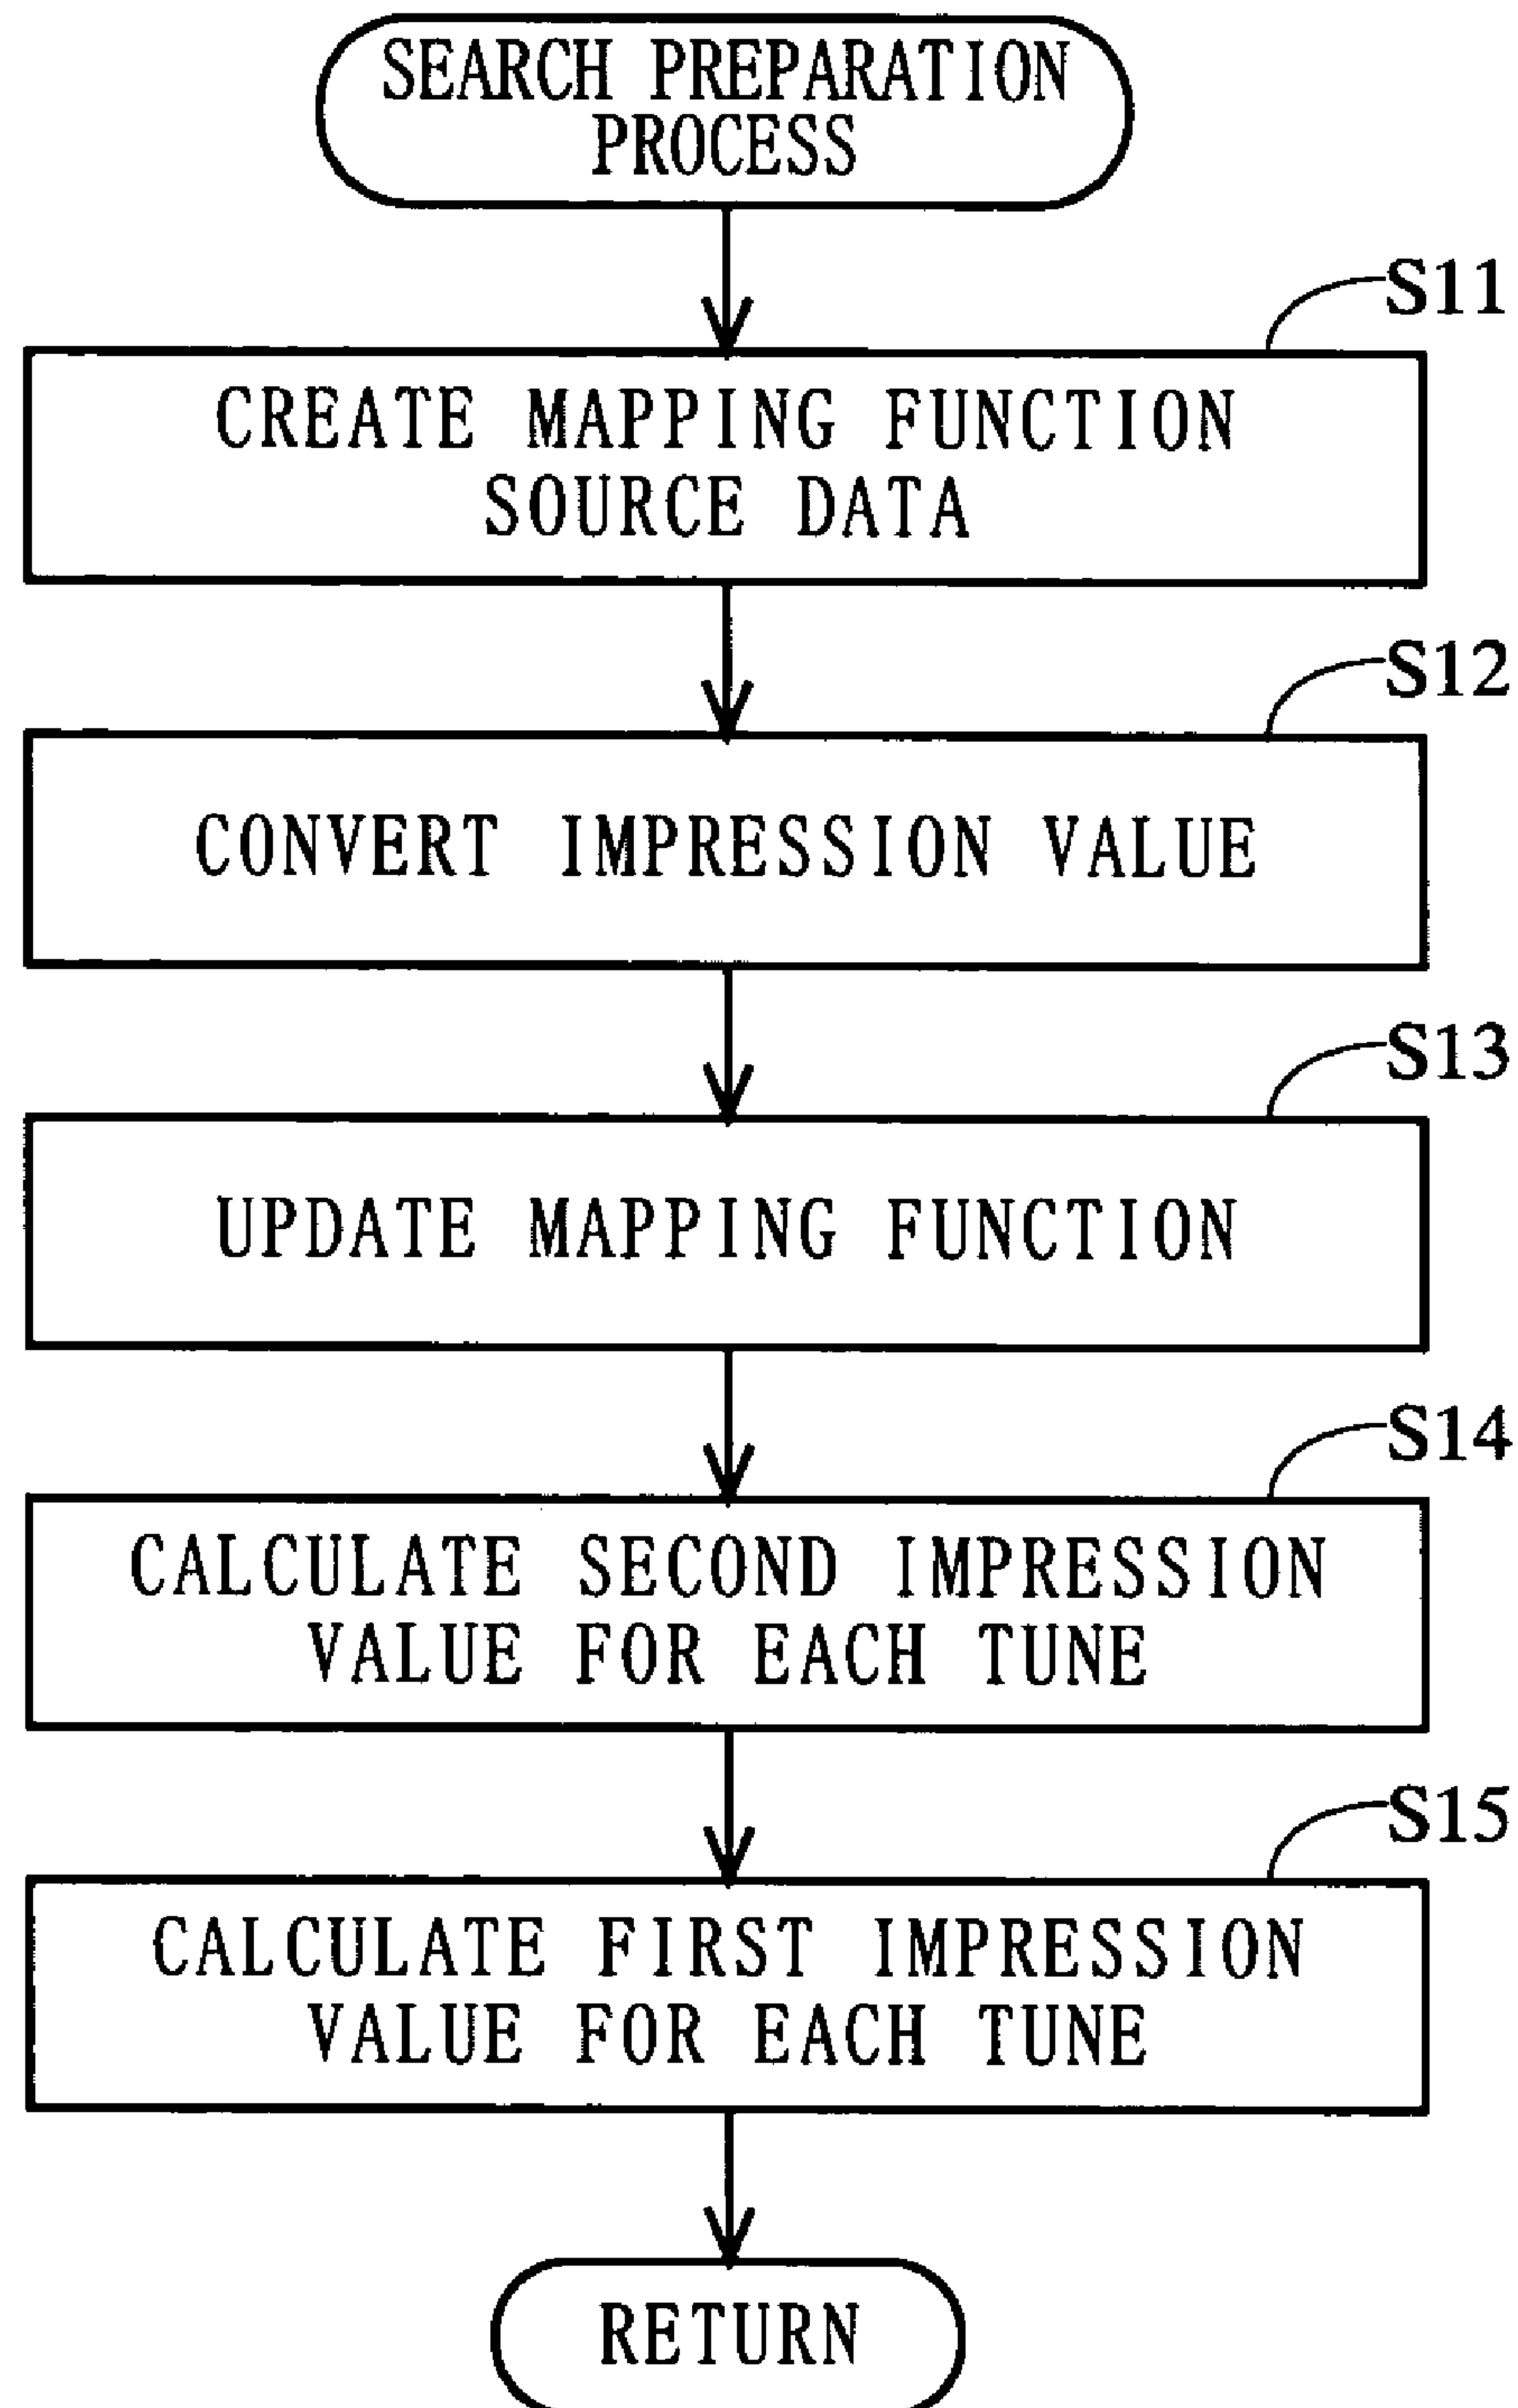 SEARCH PREPARATION
PROCESS
S11
CREATE MAPPING FUNCTION
SOURCE DATA
S12
CONVERT IMPRESSION VALUE
S13
UPDATE MAPPING FUNCTION
S14
CALCULATE SECOND IMPRESSION
VALUE FOR EACH TUNE
S15
CALCULATE FIRST IMPRESSION
VALUE FOR EACH TUNE
RETURN